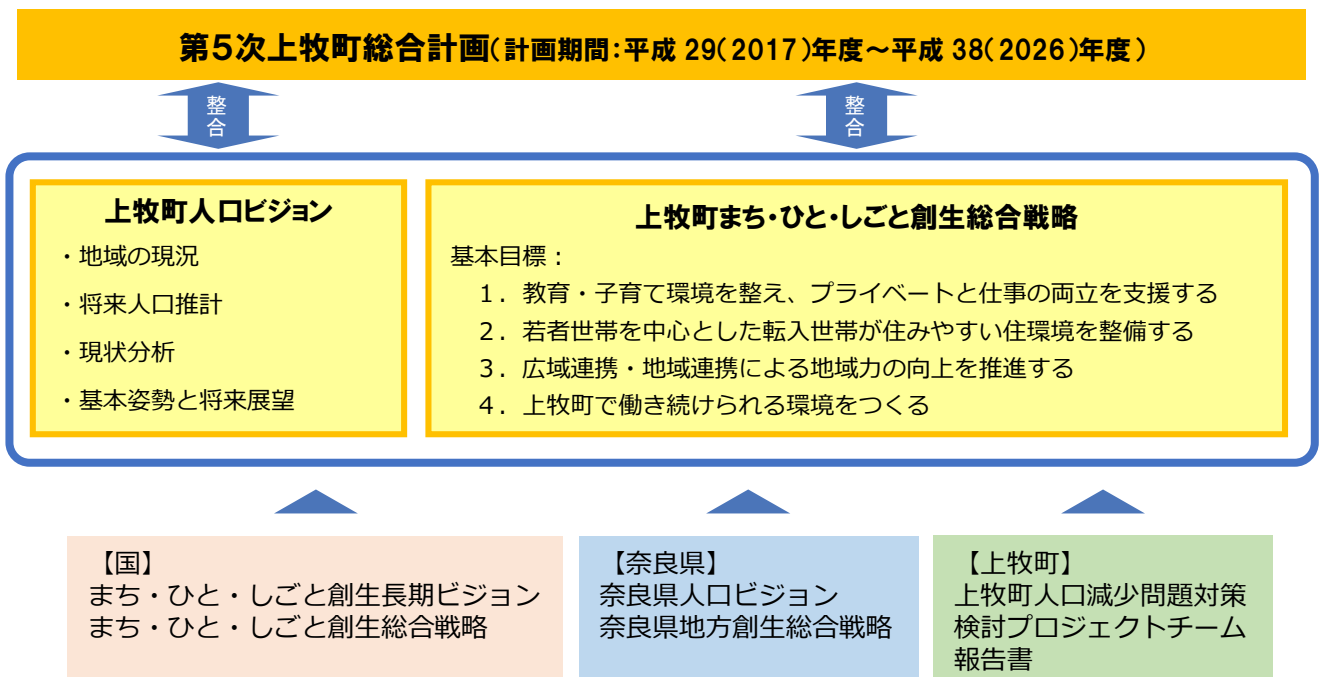 第5次上牧町総合計画(計画期間:平成 29(2017)年度~平成 38(2026)年度)
整合
整合
上牧町人口ビジョン
・地域の現況
・将来人口推計
・現状分析
・基本姿勢と将来展望
上牧町まち・ひと・しごと創生総合戦略
基本目標：
1．教育・子育て環境を整え、プライベートと仕事の両立を支援する
2．若者世帯を中心とした転入世帯が住みやすい住環境を整備する
3．広域連携・地域連携による地域力の向上を推進する
4．上牧町で働き続けられる環境をつくる
【国】
まち・ひと・しごと創生長期ビジョン
まち・ひと・しごと創生総合戦略
【奈良県】
奈良県人口ビジョン
奈良県地方創生総合戦略
【上牧町】
上牧町人口減少問題対策
検討プロジェクトチーム
報告書